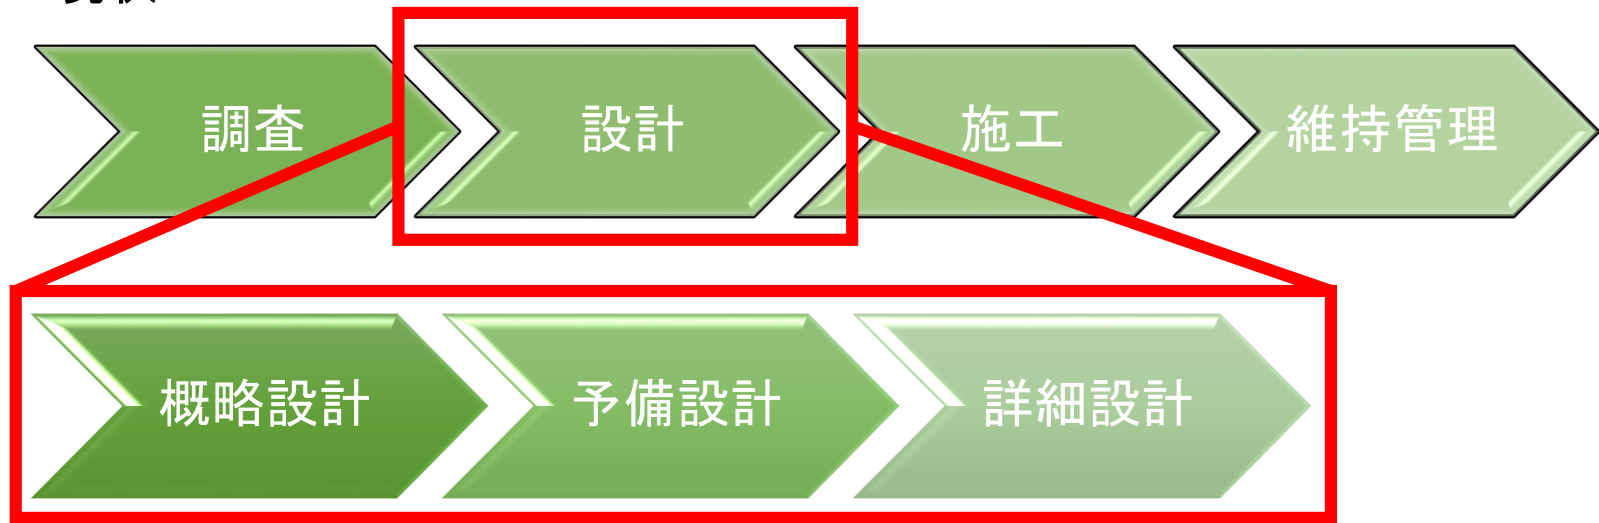 調査
設計
施工
維持管理
概略設計
予備設計
詳細設計